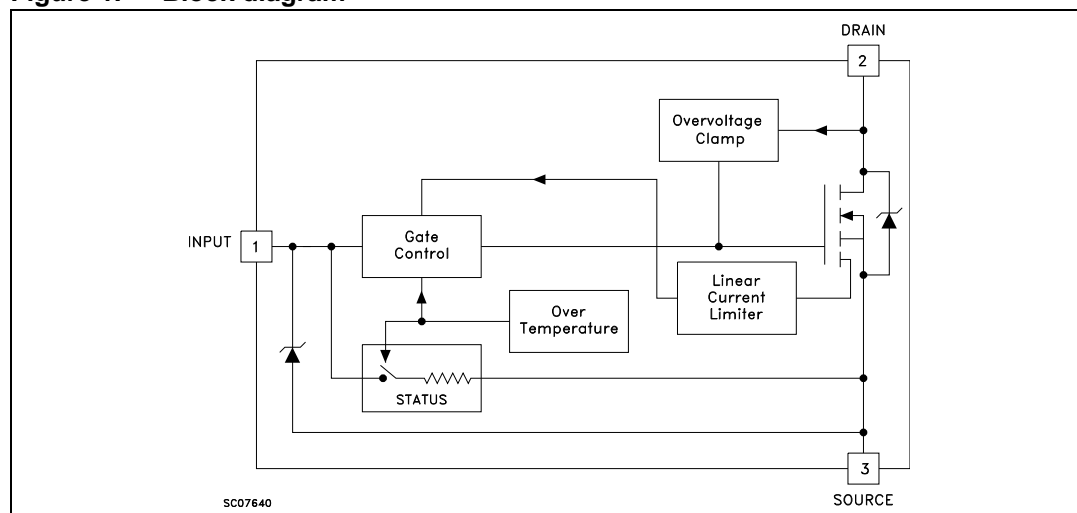 Figure 1. Block diagram
DRAIN
2
Overvoltage
Clamp
INPUT
1
Gate
Control
Linear
Current
Limiter
Over
Temperature
STATUS
3
SOURCE
SC07640